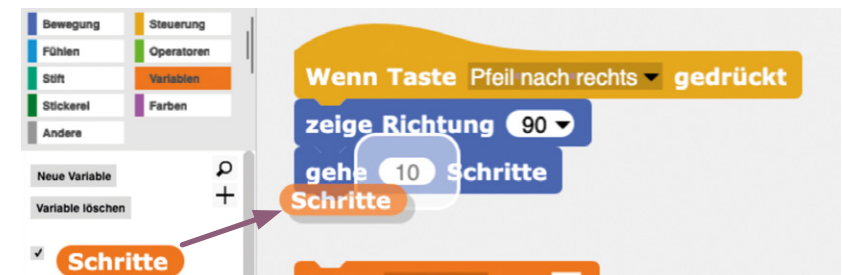 Bewegung Steuerung
Fühlen Operatoren
Stift Variablen
Stickerei Farben
Andere
Neue Variable
Variable löschen
Schritte
Wenn Taste Pfeil nach rechts gedrückt
zeige Richtung 90
gehe 10 Schritte
Schritte